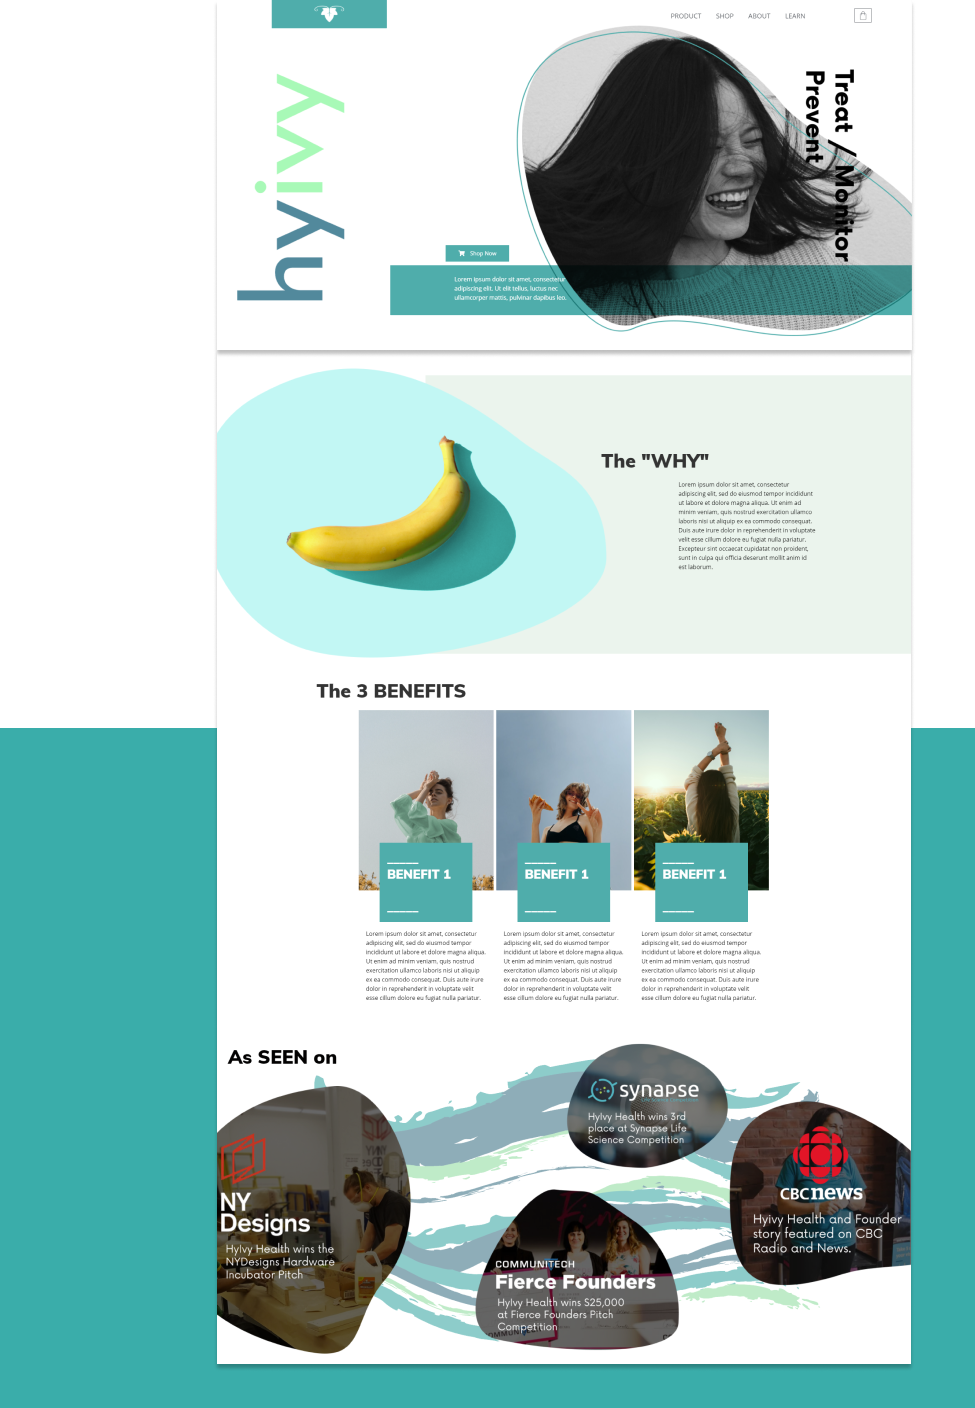 PRODUCT SHOP ABOUT LEARN
hyivy
Treat / Monitor
Prevent
Shop Now
Lorem ipsum dolor sit amet, consectetur
adipiscing elit. Ut elit tellus, luctus nec
ullamcorper mattis, pulvinar dapibus leo.
The "WHY"
Lorem ipsum dolor sit amet, consectetur
adipiscing elit, sed do eiusmod tempor incididunt
ut labore et dolore magna aliqua. Ut enim ad
minim veniam, quis nostrud exercitation ullamco
laboris nisi ut aliquip ex ea commodo consequat.
Duis aute irure dolor in reprehenderit in voluptate
velit esse cillum dolore eu fugiat nulla pariatur.
Excepteur sint occaecat cupidatat non proident,
sunt in culpa qui officia deserunt mollit anim id
est laborum.
The 3 BENEFITS
BENEFIT 1
Lorem ipsum dolor sit amet, consectetur
adipiscing elit, sed do eiusmod tempor
incididunt ut labore et dolore magna aliqua.
Ut enim ad minim veniam, quis nostrud
exercitation ullamco laboris nisi ut aliquip
ex ea commodo consequat. Duis aute irure
dolor in reprehenderit in voluptate velit
esse cillum dolore eu fugiat nulla pariatur.
BENEFIT 1
Lorem ipsum dolor sit amet, consectetur
adipiscing elit, sed do eiusmod tempor
incididunt ut labore et dolore magna aliqua.
Ut enim ad minim veniam, quis nostrud
exercitation ullamco laboris nisi ut aliquip
ex ea commodo consequat. Duis aute irure
dolor in reprehenderit in voluptate velit
esse cillum dolore eu fugiat nulla pariatur.
BENEFIT 1
Lorem ipsum dolor sit amet, consectetur
adipiscing elit, sed do eiusmod tempor
incididunt ut labore et dolore magna aliqua.
Ut enim ad minim veniam, quis nostrud
exercitation ullamco laboris nisi ut aliquip
ex ea commodo consequat. Duis aute irure
dolor in reprehenderit in voluptate velit
esse cillum dolore eu fugiat nulla pariatur.
As SEEN on
NY
Designs
HyIvy Health wins the
NYDesigns Hardware
Incubator Pitch
synapse
HyIvy Health wins 3rd
place at Synapse Life
Science Competition
COMMUNITECH
Fierce Founders
HyIvy Health wins $25,000
at Fierce Founders Pitch
Competition
CBCnews
Hyivy Health and Founder
story featured on CBC
Radio and News.